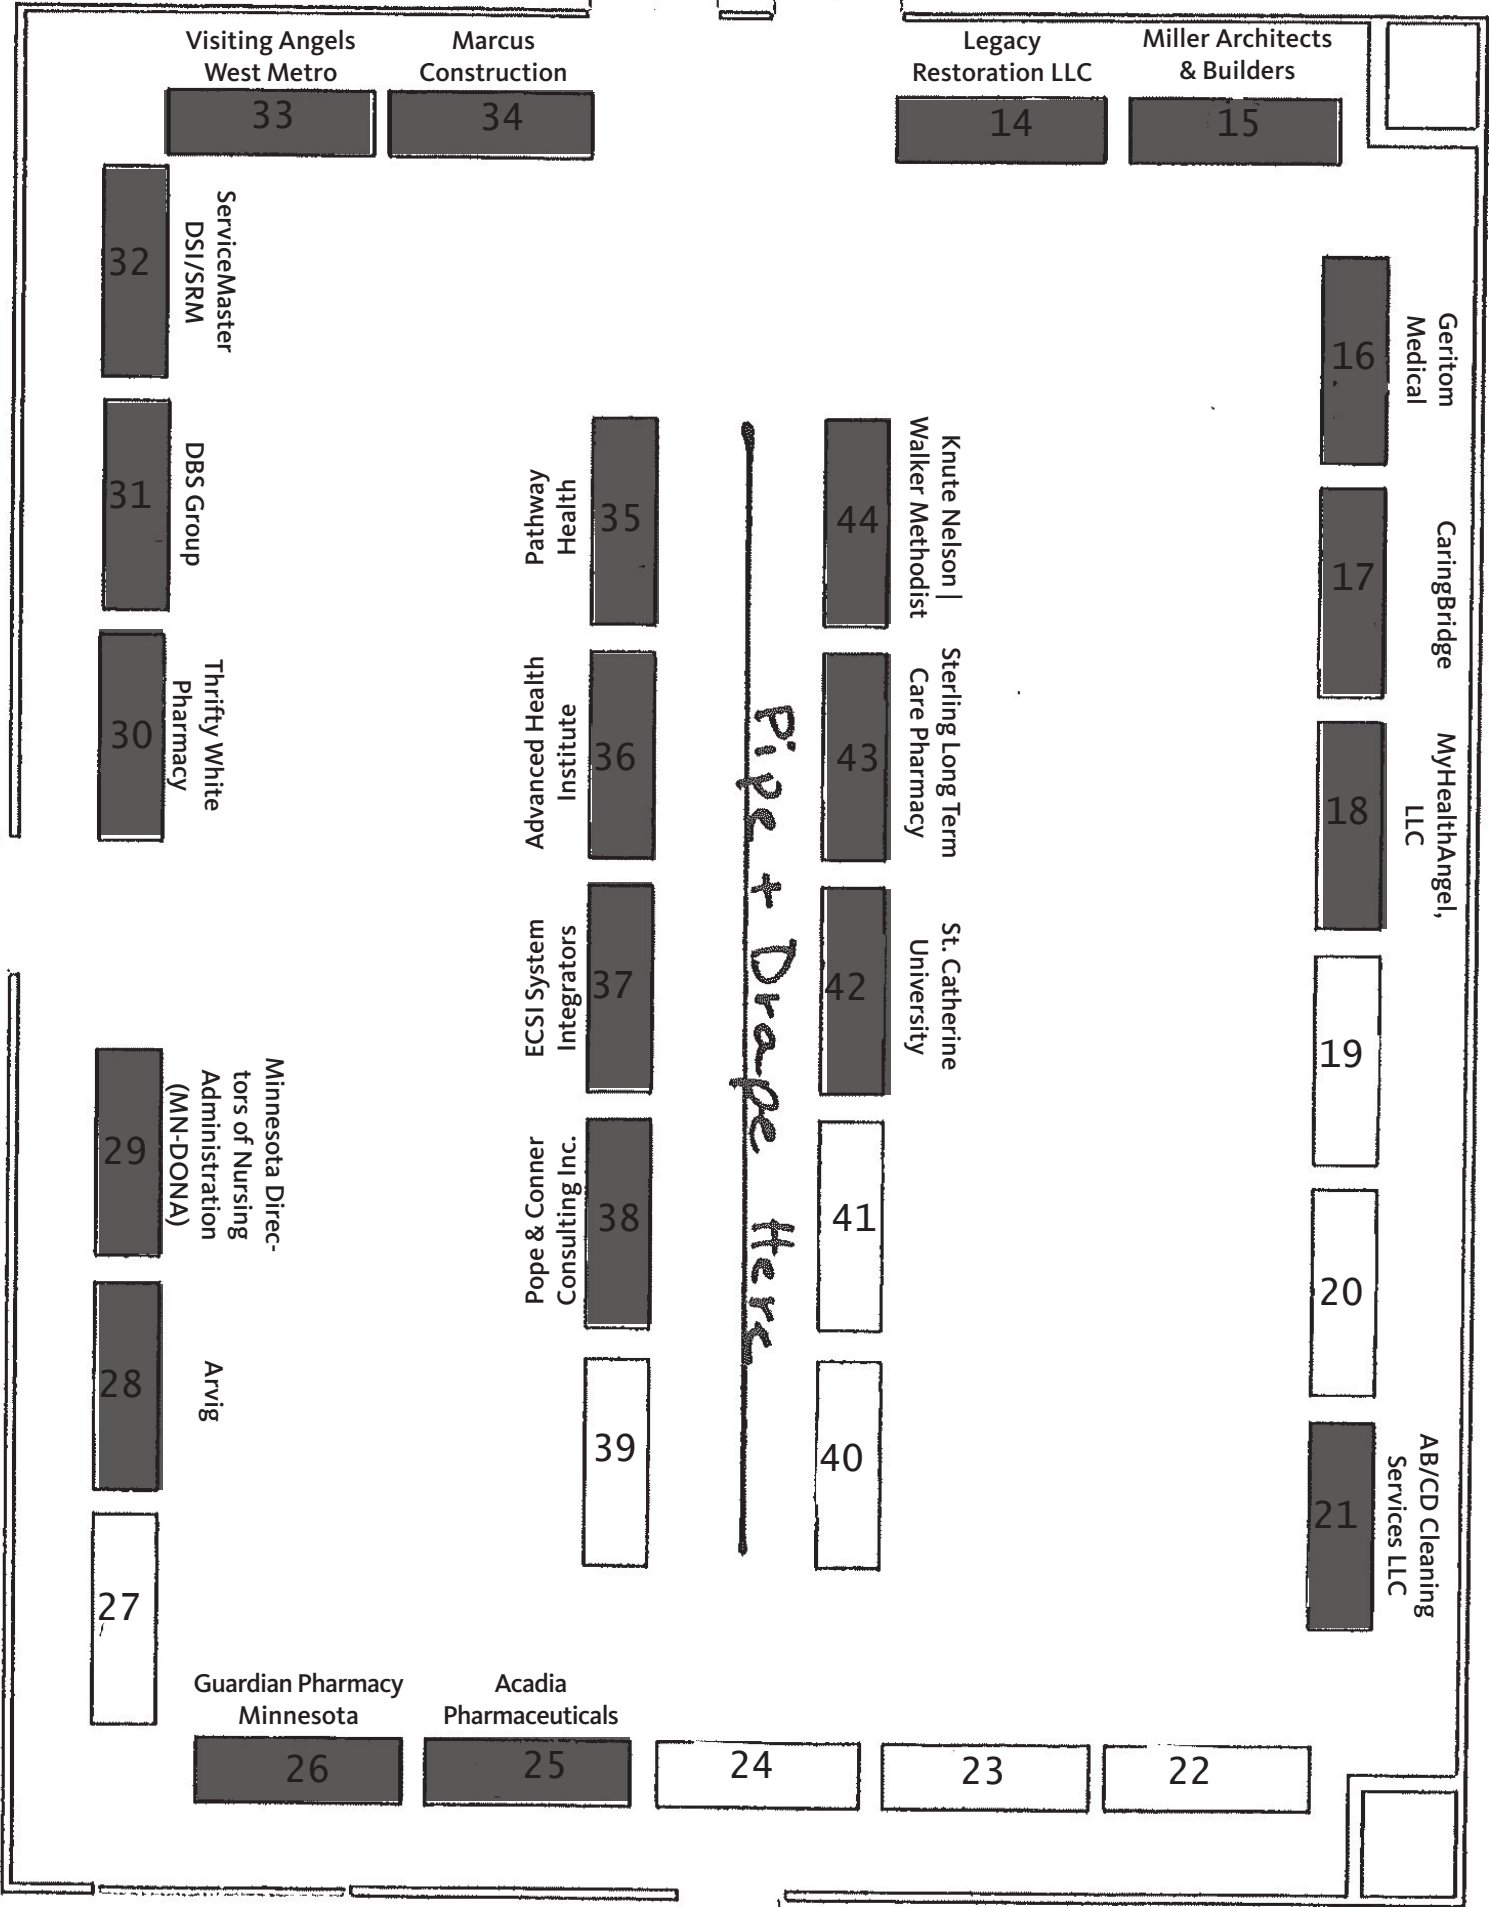 Visiting Angels
West Metro
33
Marcus
Construction
34
Legacy
Restoration LLC
14
Miller Architects
& Builders
15
32
ServiceMaster
DSI/SRM
31
DBS Group
30
Thrifty White
Pharmacy
29
Minnesota Direc-
tors of Nursing
Administration
(MN-DONA)
28
Arvig
27
Pathway
Health
35
Advanced Health
Institute
36
ECSI System
Integrators
37
Pope & Conner
Consulting Inc.
38
39
Pipe + Drape Here
44
Knute Nelson |
Walker Methodist
43
Sterling Long Term
Care Pharmacy
42
St. Catherine
University
41
40
16
Geritom
Medical
17
CaringBridge
18
MyHealthAngel,
LLC
19
20
21
AB/CD Cleaning
Services LLC
Guardian Pharmacy
Minnesota
26
Acadia
Pharmaceuticals
25
24
23
22